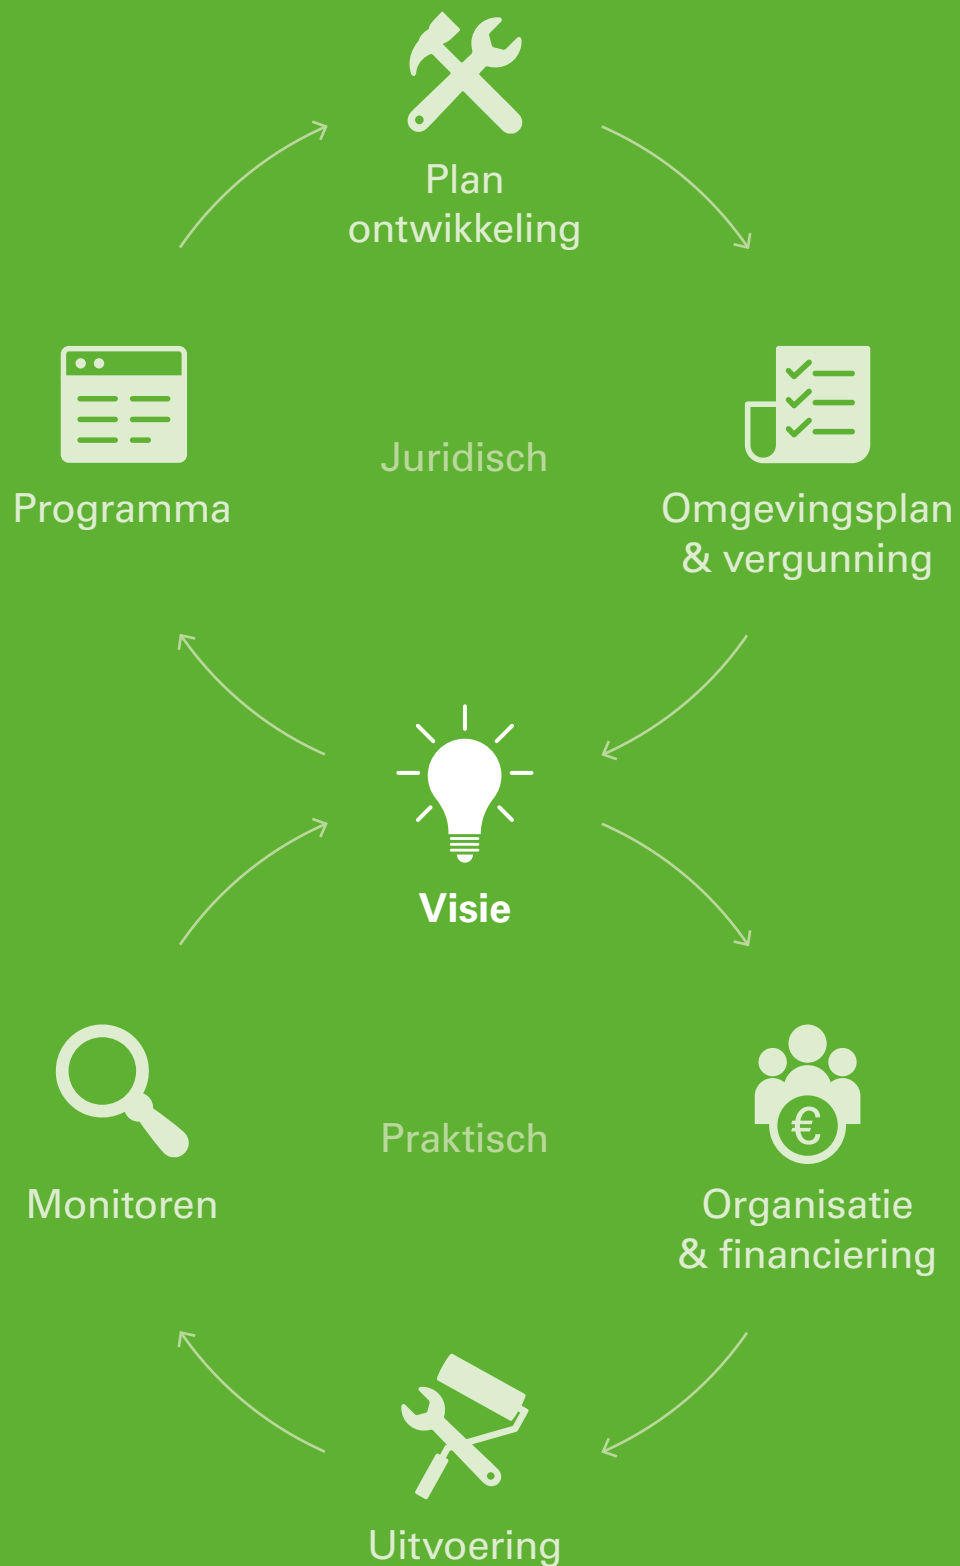 Plan
ontwikkeling
Programma
Juridisch
Omgevingsplan
& vergunning
Visie
Monitoren
Praktisch
€
Organisatie
& financiering
Uitvoering